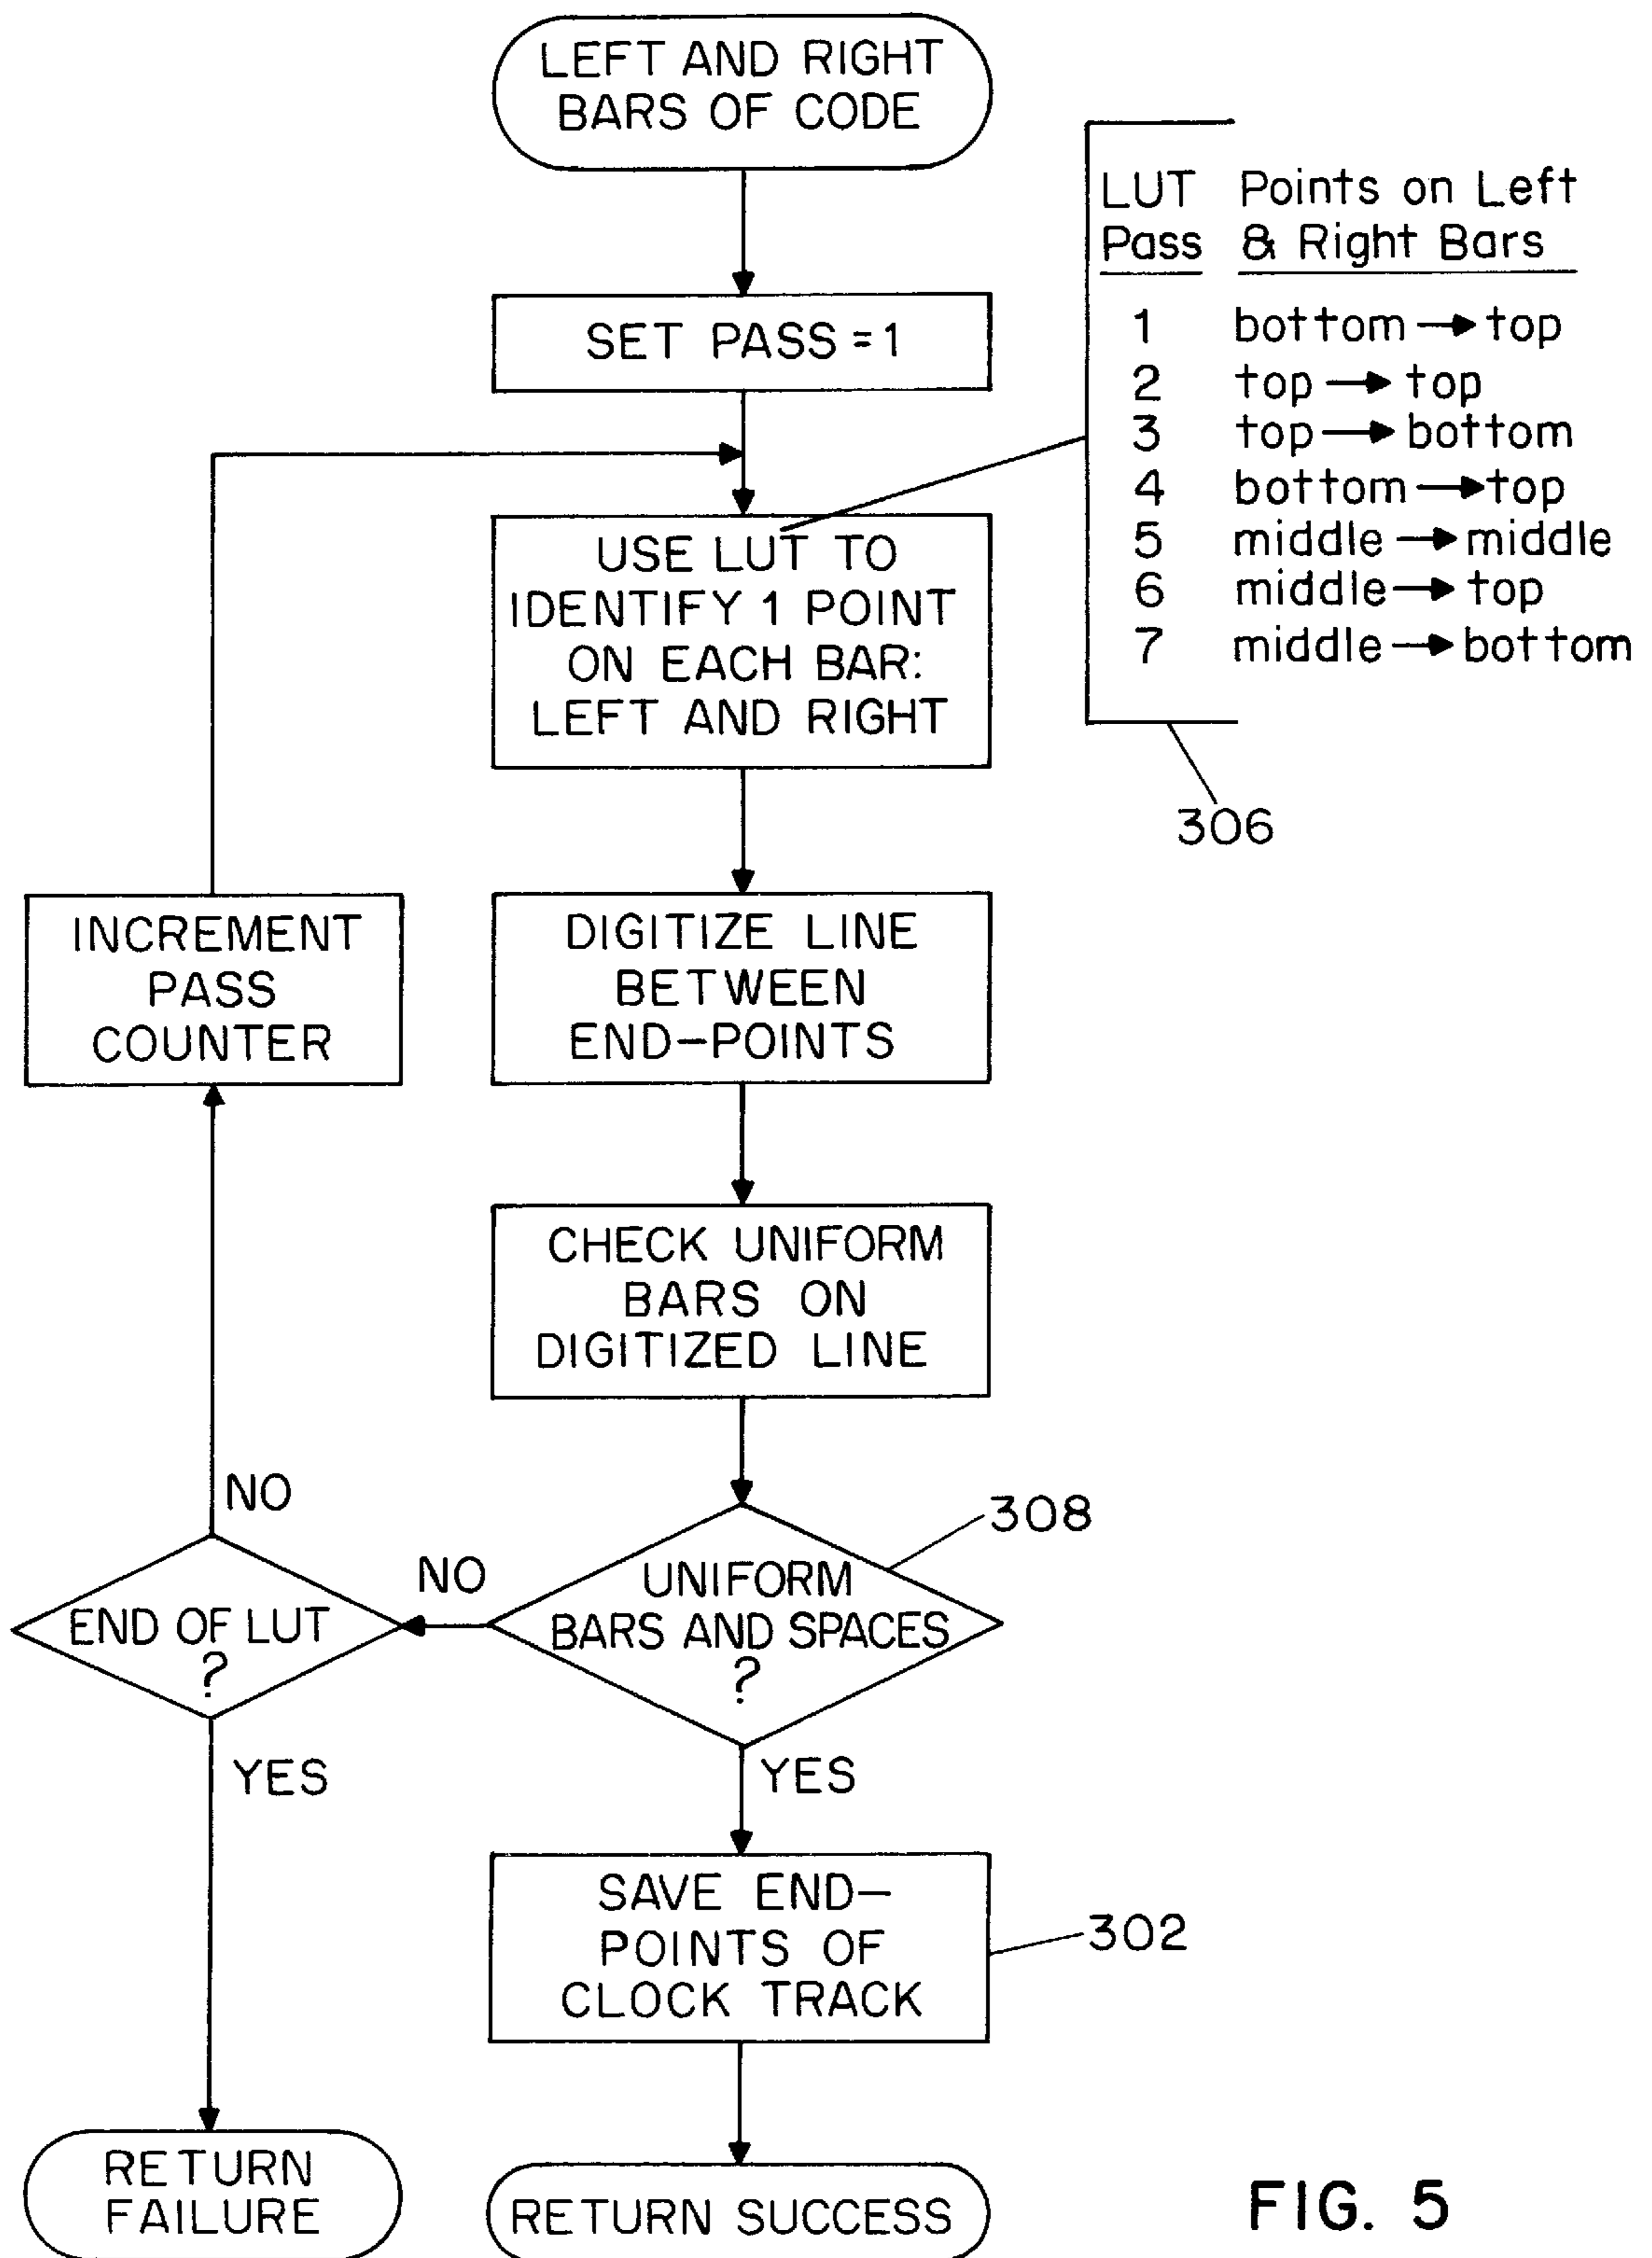 LEFT AND RIGHT
BARS OF CODE
SET PASS = 1
USE LUT TO
IDENTIFY 1 POINT
ON EACH BAR:
LEFT AND RIGHT
LUT Points on Left
Pass & Right Bars
1 bottom → top
2 top → top
3 top → bottom
4 bottom → top
5 middle → middle
6 middle → top
7 middle → bottom
306
INCREMENT
PASS
COUNTER
DIGITIZE LINE
BETWEEN
END-POINTS
CHECK UNIFORM
BARS ON
DIGITIZED LINE
NO
END OF LUT
?
YES
NO
308
UNIFORM
BARS AND SPACES
?
YES
SAVE END-
POINTS OF
CLOCK TRACK
302
RETURN
FAILURE
RETURN SUCCESS
FIG. 5